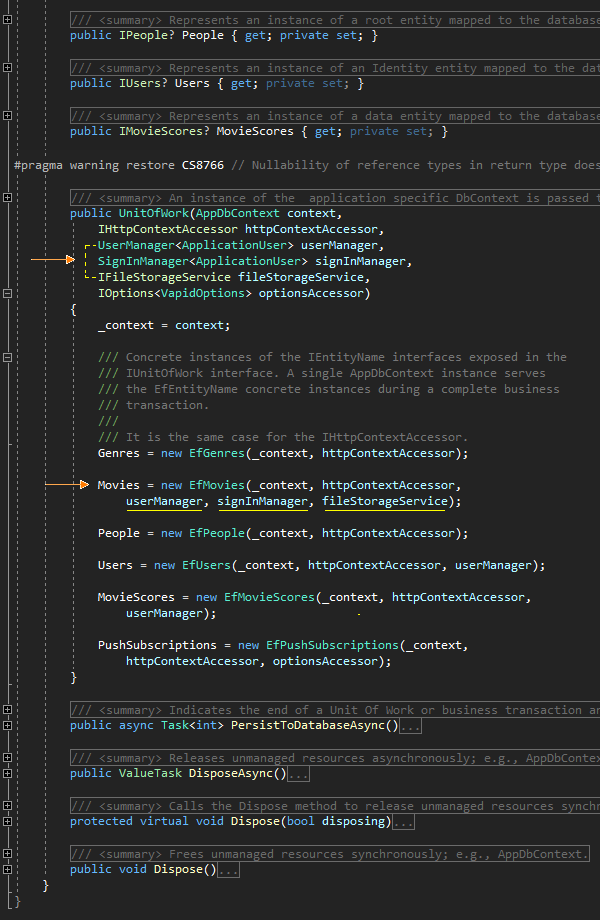 /// <summary> Represents an instance of a root entity mapped to the database
public IPeople? People { get; private set; }
/// <summary> Represents an instance of an Identity entity mapped to the dat
public IUsers? Users { get; private set; }
/// <summary> Represents an instance of a data entity mapped to the database
public IMovieScores? MovieScores { get; private set; }
#pragma warning restore CS8766 // Nullability of reference types in return type does
/// <summary> An instance of the  application specific DbContext is passed t
public UnitOfWork(AppDbContext context,
IHttpContextAccessor httpContextAccessor,
UserManager<ApplicationUser> userManager,
SignInManager<ApplicationUser> signInManager,
IFileStorageService fileStorageService,
IOptions<VapidOptions> optionsAccessor)
{
_context = context;
/// Concrete instances of the IEntityName interfaces exposed in the
/// IUnitOfWork interface. A single AppDbContext instance serves
/// the EfEntityName concrete instances during a complete business
/// transaction.
///
/// It is the same case for the IHttpContextAccessor.
Genres = new EfGenres(_context, httpContextAccessor);
Movies = new EfMovies(_context, httpContextAccessor,
userManager, signInManager, fileStorageService);
People = new EfPeople(_context, httpContextAccessor);
Users = new EfUsers(_context, httpContextAccessor, userManager);
MovieScores = new EfMovieScores(_context, httpContextAccessor,
userManager);
PushSubscriptions = new EfPushSubscriptions(_context,
httpContextAccessor, optionsAccessor);
}
/// <summary> Indicates the end of a Unit Of Work or business transaction an
public async Task<int> PersistToDatabaseAsync()...
/// <summary> Releases unmanaged resources asynchronously; e.g., AppDbContex
public ValueTask DisposeAsync()...
/// <summary> Calls the Dispose method to release unmanaged resources synchr
protected virtual void Dispose(bool disposing)...
/// <summary> Frees unmanaged resources synchronously; e.g., AppDbContext.
public void Dispose()...
}
}